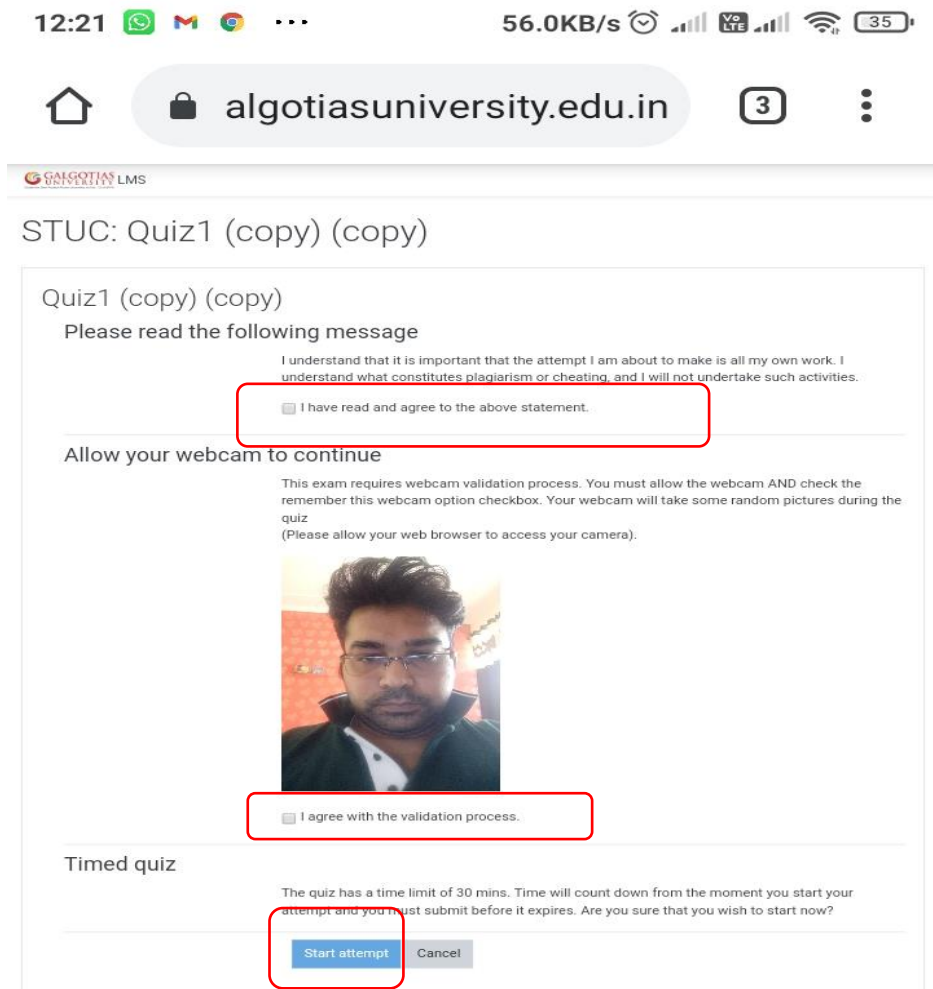 12:21 56.0KB/s Vo LTE 35
algotiasuniversity.edu.in 3
GALGOTIAS UNIVERSITY LMS
STUC: Quiz1 (copy) (copy)
Quiz1 (copy) (copy)
Please read the following message
I understand that it is important that the attempt I am about to make is all my own work. I
understand what constitutes plagiarism or cheating, and I will not undertake such activities.
I have read and agree to the above statement.
Allow your webcam to continue
This exam requires webcam validation process. You must allow the webcam AND check the
remember this webcam option checkbox. Your webcam will take some random pictures during the
quiz
(Please allow your web browser to access your camera).
I agree with the validation process.
Timed quiz
The quiz has a time limit of 30 mins. Time will count down from the moment you start your
attempt and you must submit before it expires. Are you sure that you wish to start now?
Start attempt Cancel